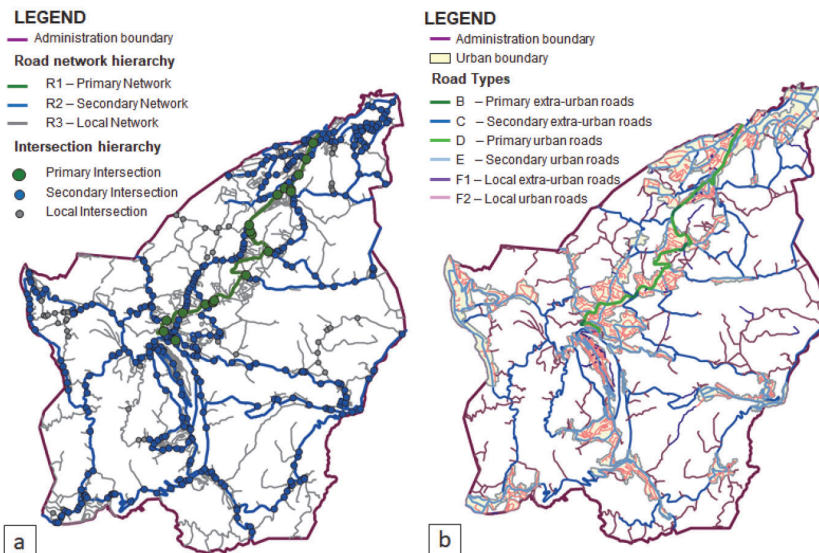 LEGEND
Administration boundary
Road network hierarchy
R1 – Primary Network
R2 – Secondary Network
R3 – Local Network
Intersection hierarchy
Primary Intersection
Secondary Intersection
Local Intersection
a
LEGEND
Administration boundary
Urban boundary
Road Types
B – Primary extra-urban roads
C – Secondary extra-urban roads
D – Primary urban roads
E – Secondary urban roads
F1 – Local extra-urban roads
F2 – Local urban roads
b